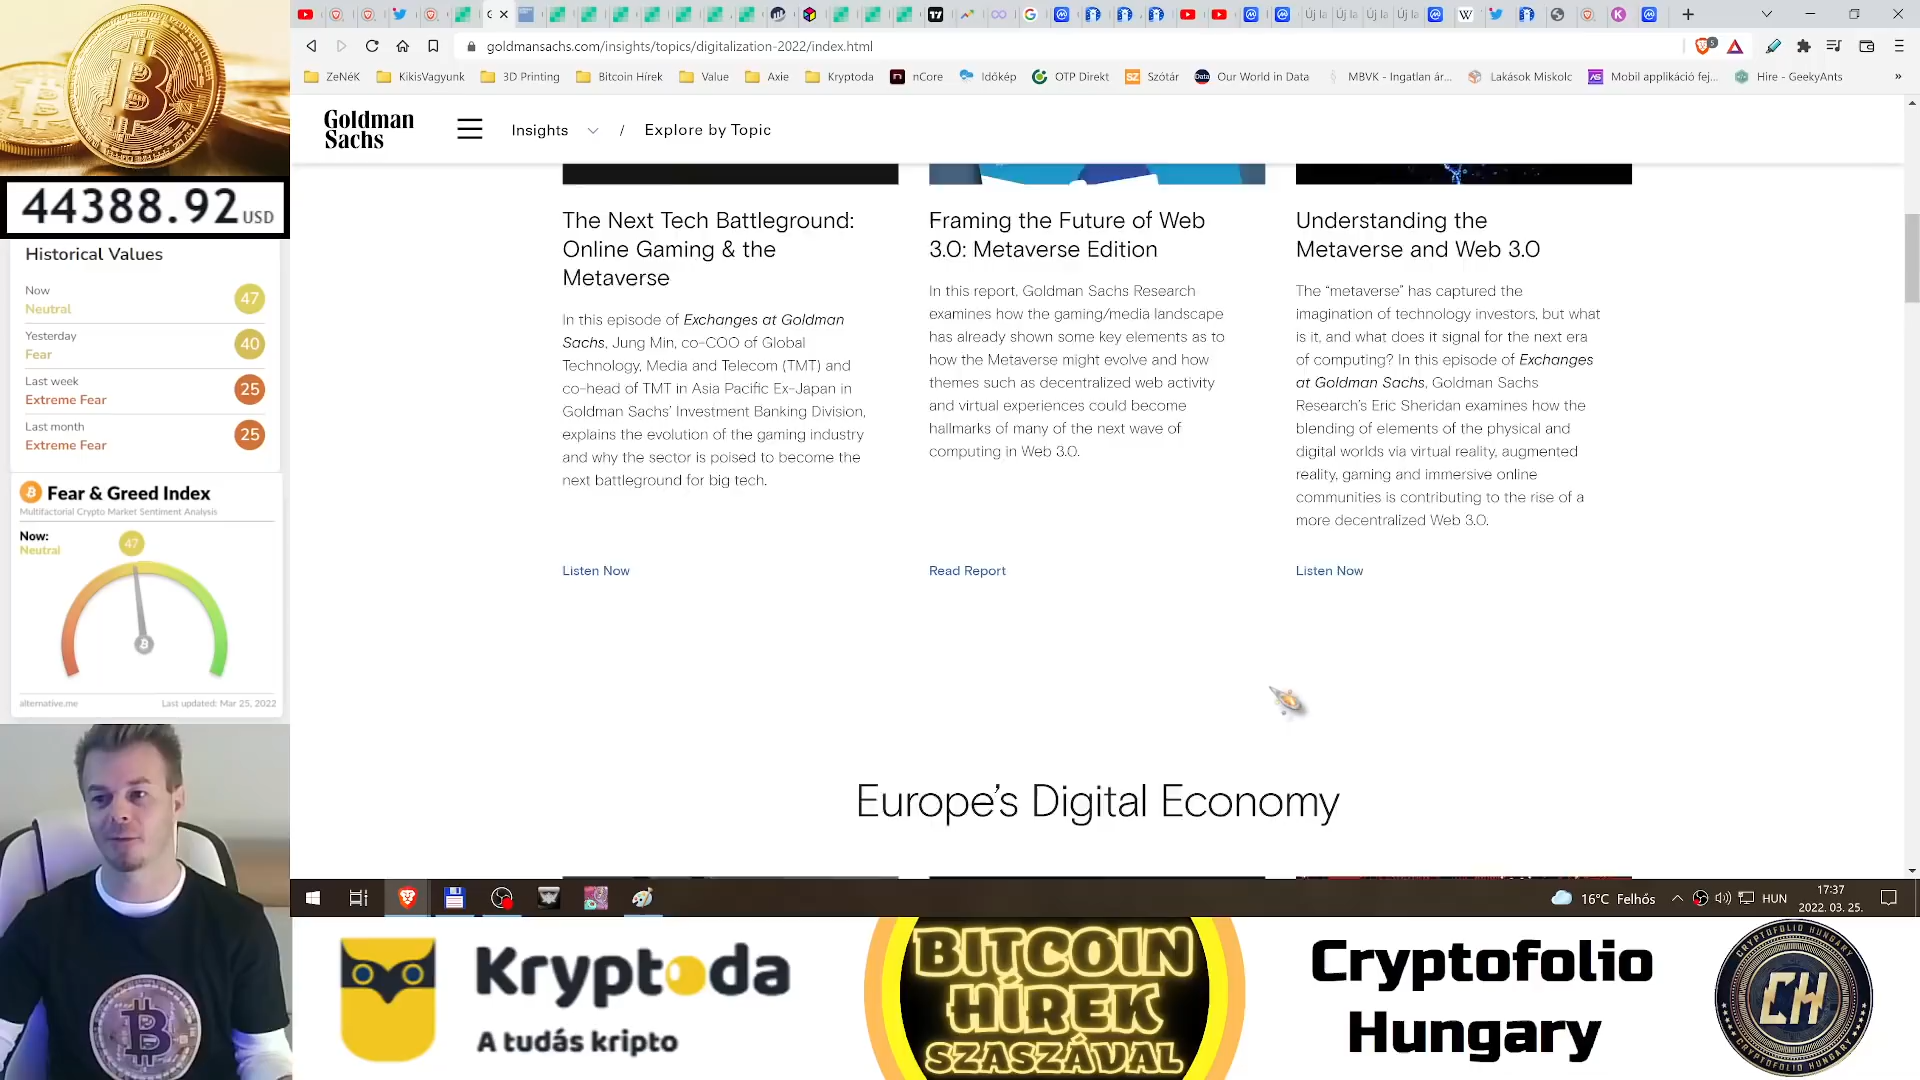 goldmansachs.com/insights/topics/digitalization-2022/index.html
ZeNéK
KikisVagyunk
3D Printing
Bitcoin Hírek
Value
Axie
Kryptoda
nCore
Időkép
OTP Direkt
Szótár
Our World in Data
MBVK - Ingatlan ár...
Lakások Miskolc
Mobil applikáció fej...
Hire - GeekyAnts
Goldman
Sachs
Insights / Explore by Topic
44388.92 USD
Historical Values
Now
Neutral
47
Yesterday
Fear
40
Last week
Extreme Fear
25
Last month
Extreme Fear
25
Fear & Greed Index
Multifactorial Crypto Market Sentiment Analysis
Now:
Neutral
47
alternative.me
Last updated: Mar 25, 2022
The Next Tech Battleground:
Online Gaming & the
Metaverse
In this episode of Exchanges at Goldman
Sachs, Jung Min, co-COO of Global
Technology, Media and Telecom (TMT) and
co-head of TMT in Asia Pacific Ex-Japan in
Goldman Sachs' Investment Banking Division,
explains the evolution of the gaming industry
and why the sector is poised to become the
next battleground for big tech.
Listen Now
Framing the Future of Web
3.0: Metaverse Edition
In this report, Goldman Sachs Research
examines how the gaming/media landscape
has already shown some key elements as to
how the Metaverse might evolve and how
themes such as decentralized web activity
and virtual experiences could become
hallmarks of many of the next wave of
computing in Web 3.0.
Read Report
Understanding the
Metaverse and Web 3.0
The “metaverse” has captured the
imagination of technology investors, but what
is it, and what does it signal for the next era
of computing? In this episode of Exchanges
at Goldman Sachs, Goldman Sachs
Research's Eric Sheridan examines how the
blending of elements of the physical and
digital worlds via virtual reality, augmented
reality, gaming and immersive online
communities is contributing to the rise of a
more decentralized Web 3.0.
Listen Now
Europe's Digital Economy
16°C Felhős
HUN
17:37
2022. 03. 25.
Kryptoda
A tudás kripto
BITCOIN
HÍREK
SZASZÁVAL
Cryptofolio
Hungary
CRYPTOFOLIO HUNGARY
CH
CRYPTOFOLIO HUNGARY